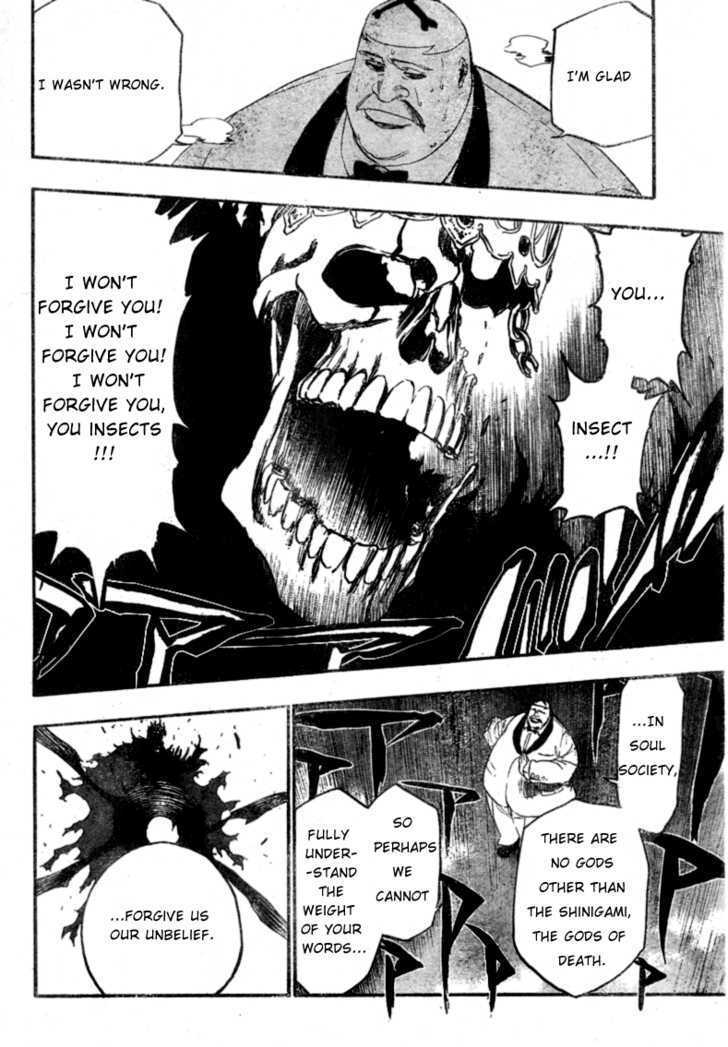 I'M GLAD
I WASN'T WRONG.
YOU...
INSECT
...!!
I WON'T
FORGIVE YOU!
I WON'T
FORGIVE YOU!
I WON'T
FORGIVE YOU,
YOU INSECTS
!!!
...IN
SOUL
SOCIETY,
THERE ARE
NO GODS
OTHER THAN
THE SHINIGAMI,
THE GODS OF
DEATH.
SO
PERHAPS
WE
CANNOT
FULLY
UNDER-
-STAND
THE
WEIGHT
OF YOUR
WORDS...
...FORGIVE US
OUR UNBELIEF.